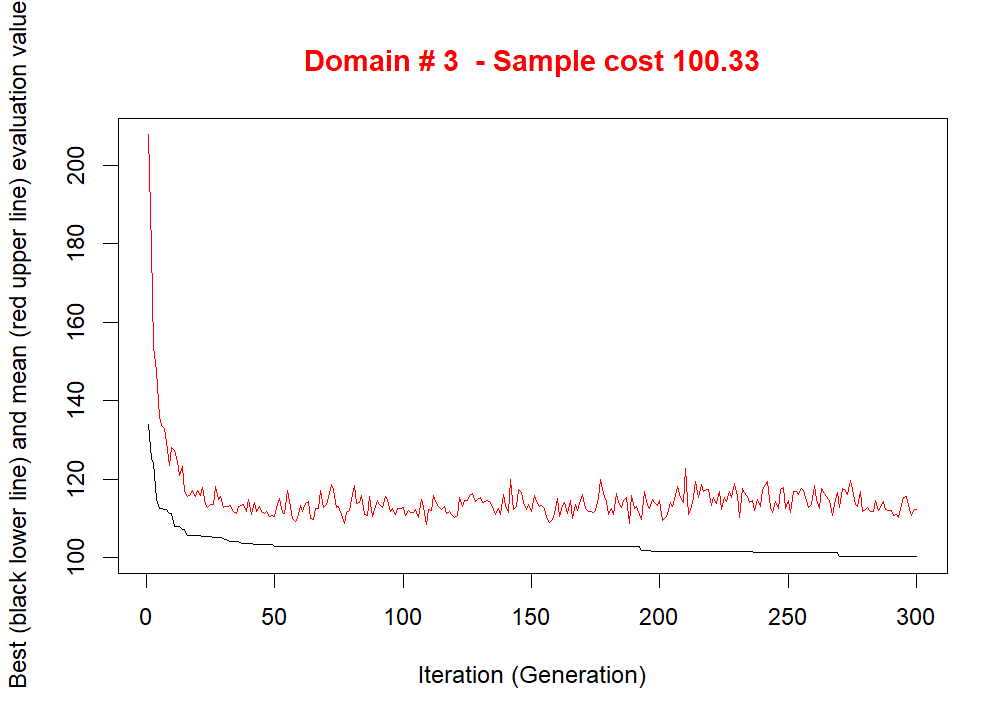 Domain # 3  - Sample cost 100.33
Best (black lower line) and mean (red upper line) evaluation value
200
180
160
140
120
100
0 50 100 150 200 250 300
Iteration (Generation)